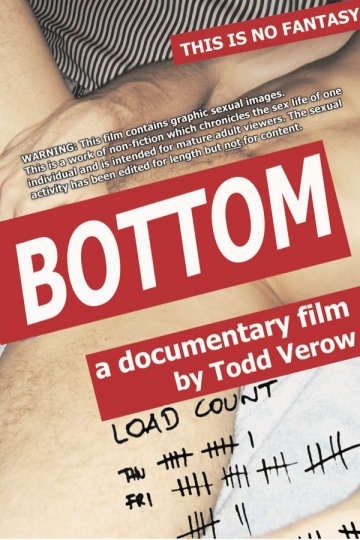 THIS IS NO FANTASY
WARNING: This film contains graphic sexual images.
This is a work of non-fiction which chronicles the sex life of one
individual and is intended for mature adult viewers. The sexual
activity has been edited for length but not for content.
BOTTOM
a documentary film
by Todd Verow
LOAD COUNT
FRI